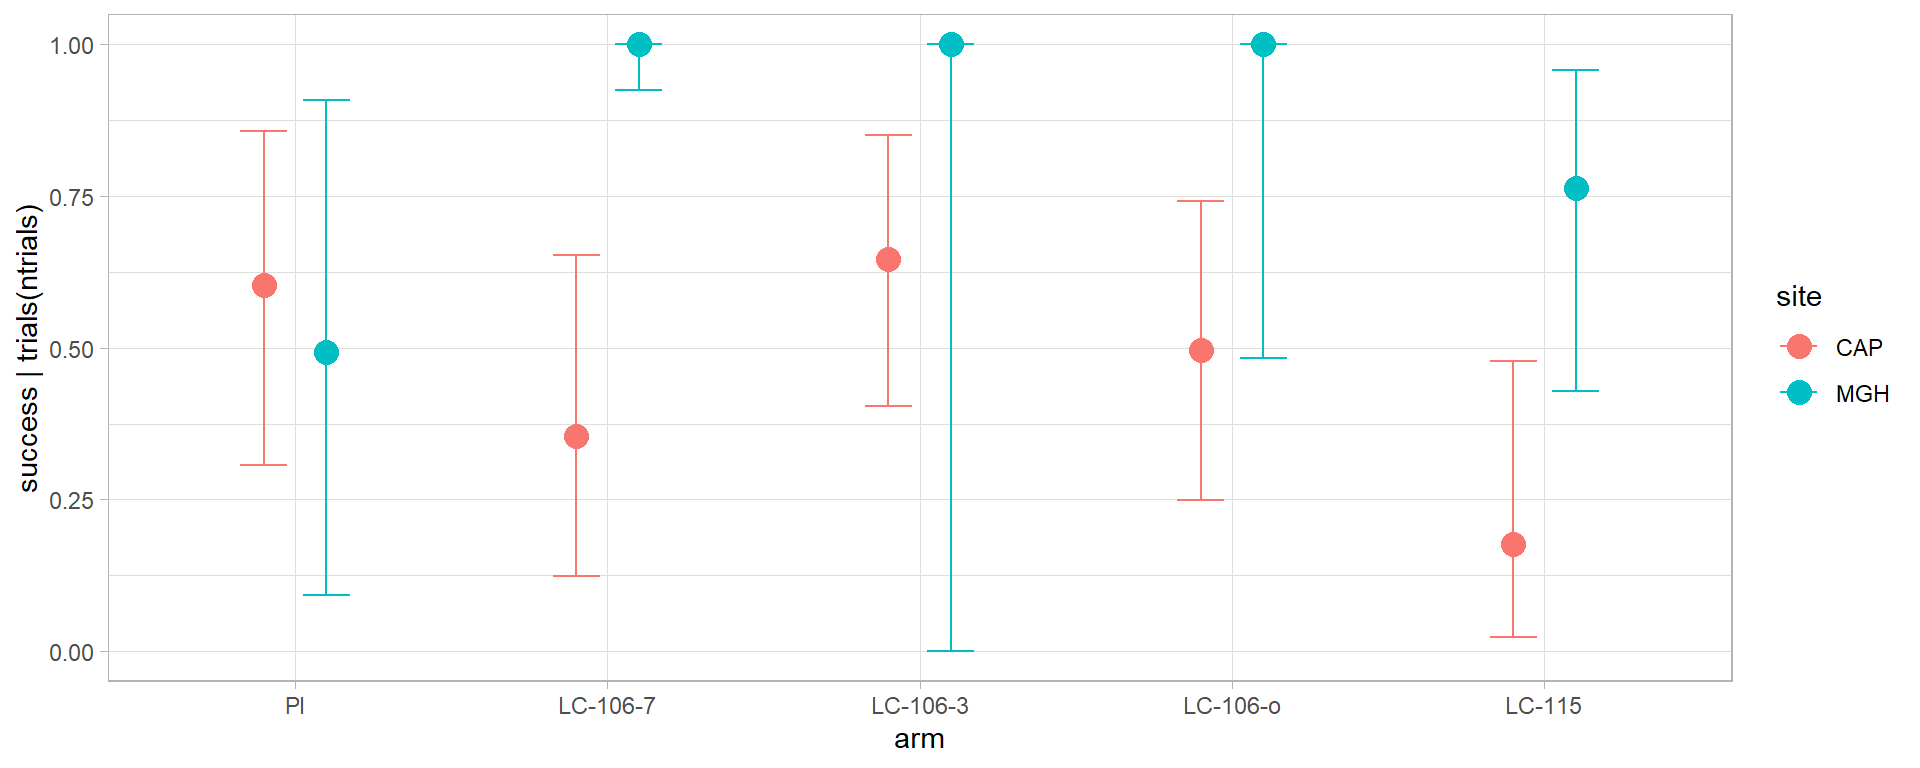 success | trials(ntrials)
1.00
0.75
0.50
0.25
0.00
Pl LC-106-7 LC-106-3 LC-106-o LC-115
arm
site
CAP
MGH